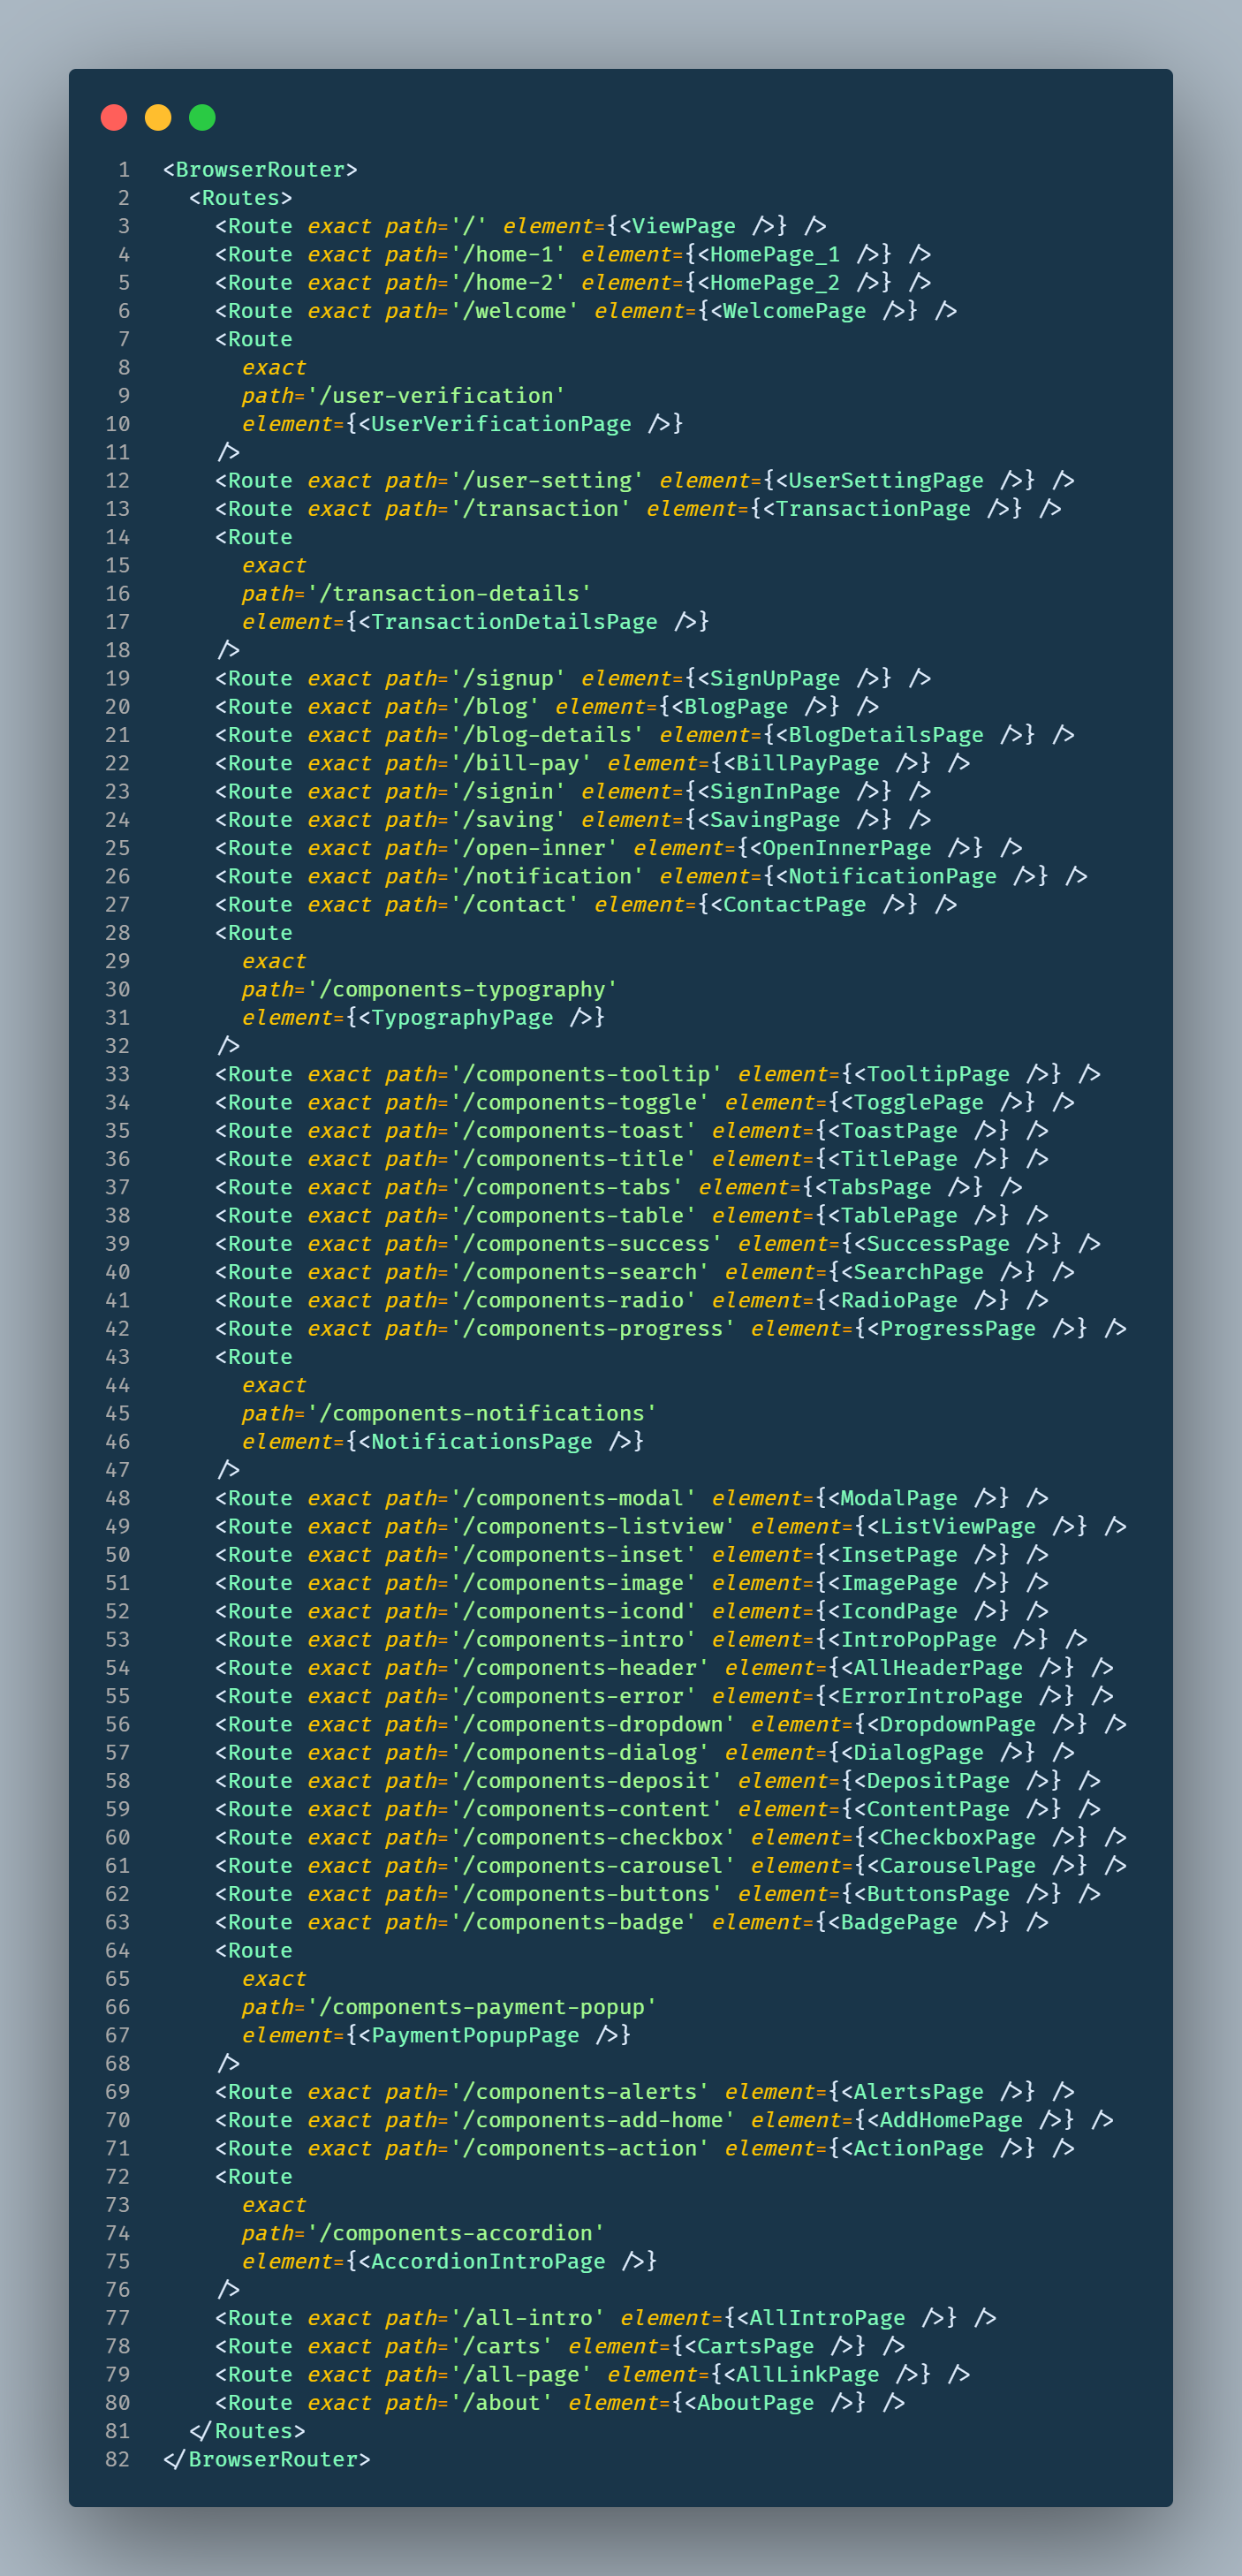 1 <BrowserRouter>
2 <Routes>
3 <Route exact path='/' element={<ViewPage />} />
4 <Route exact path='/home-1' element={<HomePage_1 />} />
5 <Route exact path='/home-2' element={<HomePage_2 />} />
6 <Route exact path='/welcome' element={<WelcomePage />} />
7 <Route
8 exact
9 path='/user-verification'
10 element={<UserVerificationPage />}
11 />
12 <Route exact path='/user-setting' element={<UserSettingPage />} />
13 <Route exact path='/transaction' element={<TransactionPage />} />
14 <Route
15 exact
16 path='/transaction-details'
17 element={<TransactionDetailsPage />}
18 />
19 <Route exact path='/signup' element={<SignUpPage />} />
20 <Route exact path='/blog' element={<BlogPage />} />
21 <Route exact path='/blog-details' element={<BlogDetailsPage />} />
22 <Route exact path='/bill-pay' element={<BillPayPage />} />
23 <Route exact path='/signin' element={<SignInPage />} />
24 <Route exact path='/saving' element={<SavingPage />} />
25 <Route exact path='/open-inner' element={<OpenInnerPage />} />
26 <Route exact path='/notification' element={<NotificationPage />} />
27 <Route exact path='/contact' element={<ContactPage />} />
28 <Route
29 exact
30 path='/components-typography'
31 element={<TypographyPage />}
32 />
33 <Route exact path='/components-tooltip' element={<TooltipPage />} />
34 <Route exact path='/components-toggle' element={<TogglePage />} />
35 <Route exact path='/components-toast' element={<ToastPage />} />
36 <Route exact path='/components-title' element={<TitlePage />} />
37 <Route exact path='/components-tabs' element={<TabsPage />} />
38 <Route exact path='/components-table' element={<TablePage />} />
39 <Route exact path='/components-success' element={<SuccessPage />} />
40 <Route exact path='/components-search' element={<SearchPage />} />
41 <Route exact path='/components-radio' element={<RadioPage />} />
42 <Route exact path='/components-progress' element={<ProgressPage />} />
43 <Route
44 exact
45 path='/components-notifications'
46 element={<NotificationsPage />}
47 />
48 <Route exact path='/components-modal' element={<ModalPage />} />
49 <Route exact path='/components-listview' element={<ListViewPage />} />
50 <Route exact path='/components-inset' element={<InsetPage />} />
51 <Route exact path='/components-image' element={<ImagePage />} />
52 <Route exact path='/components-icond' element={<IcondPage />} />
53 <Route exact path='/components-intro' element={<IntroPopPage />} />
54 <Route exact path='/components-header' element={<AllHeaderPage />} />
55 <Route exact path='/components-error' element={<ErrorIntroPage />} />
56 <Route exact path='/components-dropdown' element={<DropdownPage />} />
57 <Route exact path='/components-dialog' element={<DialogPage />} />
58 <Route exact path='/components-deposit' element={<DepositPage />} />
59 <Route exact path='/components-content' element={<ContentPage />} />
60 <Route exact path='/components-checkbox' element={<CheckboxPage />} />
61 <Route exact path='/components-carousel' element={<CarouselPage />} />
62 <Route exact path='/components-buttons' element={<ButtonsPage />} />
63 <Route exact path='/components-badge' element={<BadgePage />} />
64 <Route
65 exact
66 path='/components-payment-popup'
67 element={<PaymentPopupPage />}
68 />
69 <Route exact path='/components-alerts' element={<AlertsPage />} />
70 <Route exact path='/components-add-home' element={<AddHomePage />} />
71 <Route exact path='/components-action' element={<ActionPage />} />
72 <Route
73 exact
74 path='/components-accordion'
75 element={<AccordionIntroPage />}
76 />
77 <Route exact path='/all-intro' element={<AllIntroPage />} />
78 <Route exact path='/carts' element={<CartsPage />} />
79 <Route exact path='/all-page' element={<AllLinkPage />} />
80 <Route exact path='/about' element={<AboutPage />} />
81 </Routes>
82 </BrowserRouter>